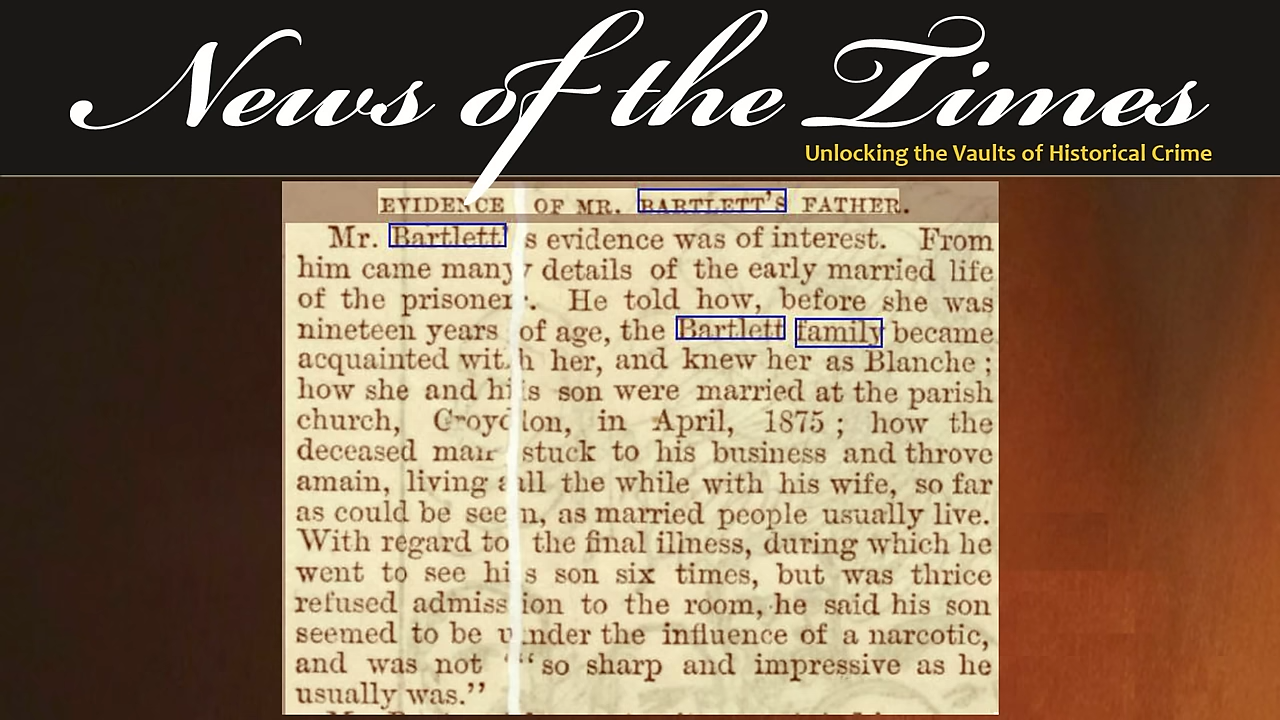 News of the Times
Unlocking the Vaults of Historical Crime
EVIDENCE OF MR. BARTLETT'S FATHER.
Mr. Bartlett's evidence was of interest. From
him came many details of the early married life
of the prisoner. He told how, before she was
nineteen years of age, the Bartlett family became
acquainted with her, and knew her as Blanche;
how she and his son were married at the parish
church, Croydon, in April, 1875; how the
deceased man stuck to his business and throve
amain, living all the while with his wife, so far
as could be seen, as married people usually live.
With regard to the final illness, during which he
went to see his son six times, but was thrice
refused admission to the room, he said his son
seemed to be under the influence of a narcotic,
and was not "so sharp and impressive as he
usually was."